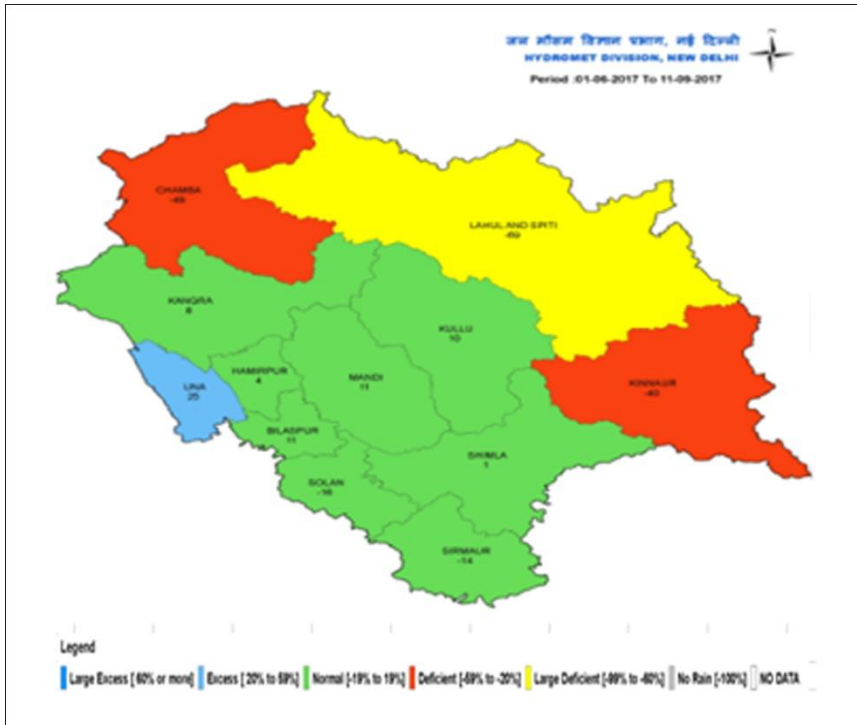 जल मौसम विज्ञान प्रभाग, नई दिल्ली
HYDROMET DIVISION, NEW DELHI
Period :01-06-2017 To 11-09-2017
N
CHAMBA
-49
LAHUL AND SPITI
-69
KANGRA
8
KULLU
10
HAMIRPUR
4
MANDI
11
UNA
25
KINNAUR
-40
BILASPUR
11
SHIMLA
1
SOLAN
-16
SIRMAUR
-14
Legend
Large Excess [ 60% or more] Excess [ 20% to 59%] Normal [-19% to 19%] Deficient [-59% to -20%] Large Deficient [-99% to -60%] No Rain [-100%] NO DATA